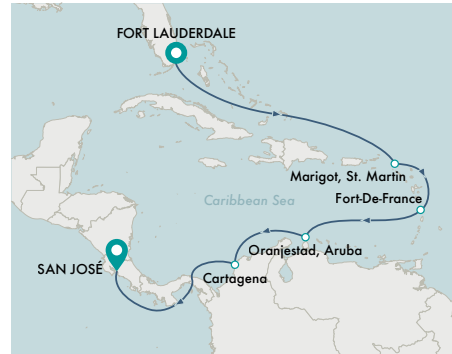 FORT LAUDERDALE
Marigot, St. Martin
Fort-De-France
Caribbean Sea
Oranjestad, Aruba
SAN JOSÉ
Cartagena